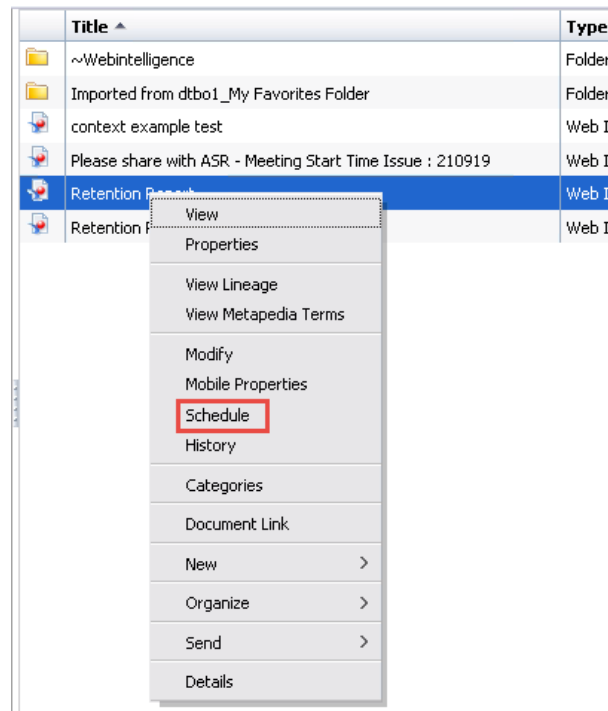 Title Type
~Webintelligence Folder
Imported from dtbo1_My Favorites Folder Folder
context example test Web I
Please share with ASR - Meeting Start Time Issue : 210919 Web I
Retention Report Web I
Retention Web I
View
Properties
View Lineage
View Metapedia Terms
Modify
Mobile Properties
Schedule
History
Categories
Document Link
New
Organize
Send
Details